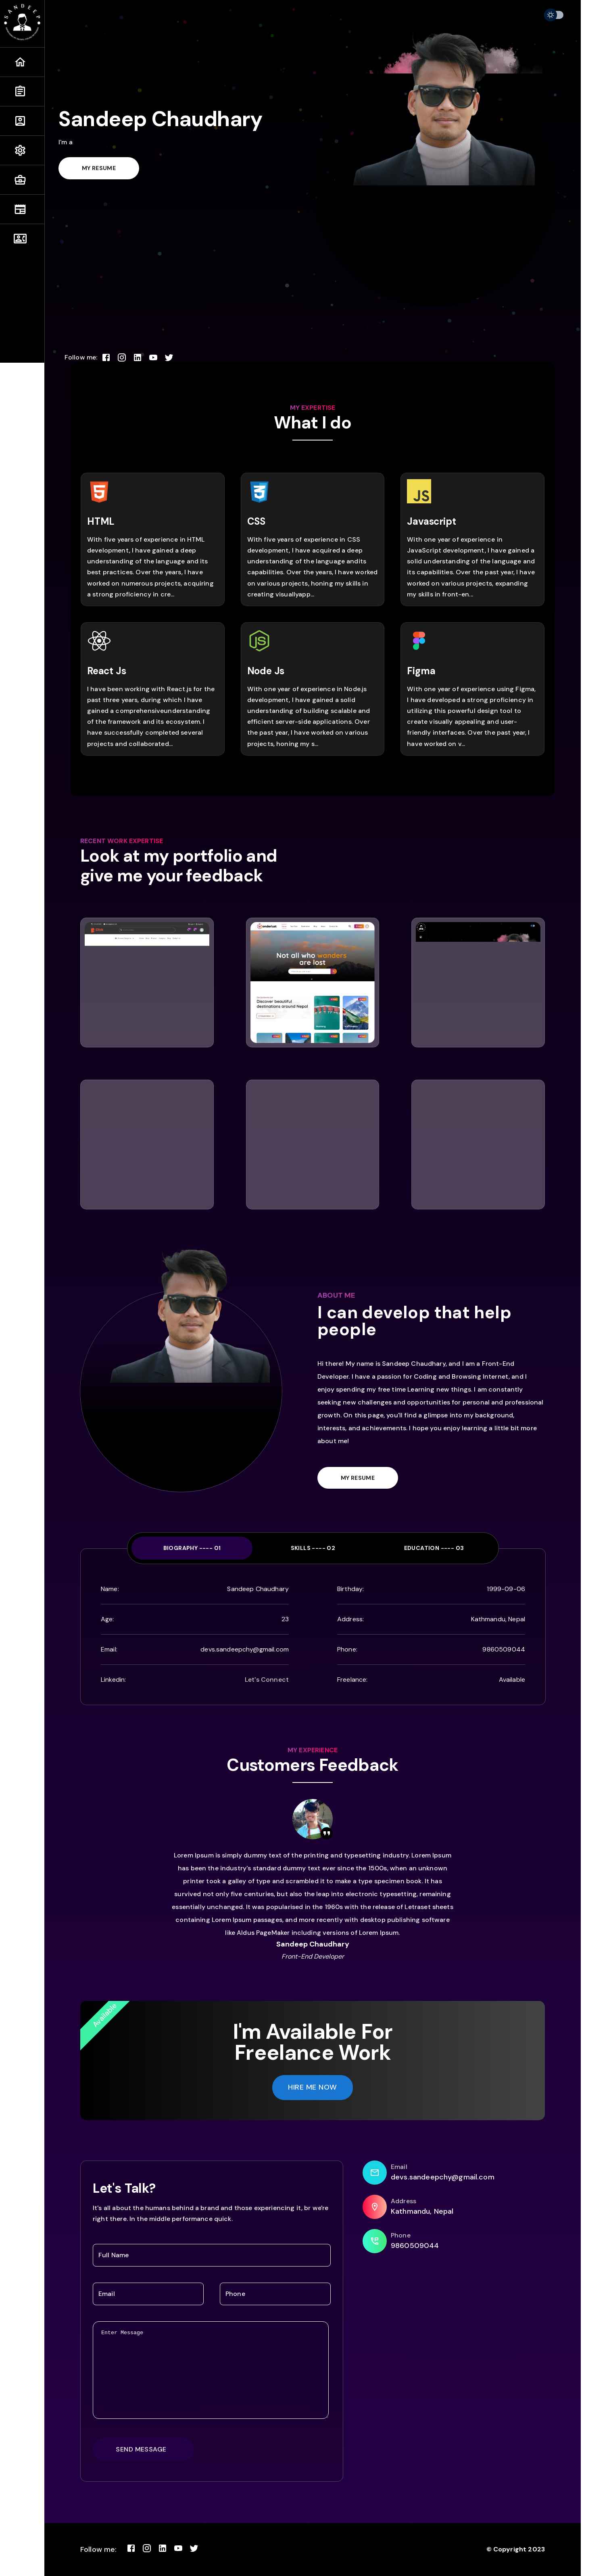 SANDEEP
Sandeep Chaudhary
I'm a
MY RESUME
Follow me:
MY EXPERTISE
What I do
HTML
With five years of experience in HTML
development, I have gained a deep
understanding of the language and its
best practices. Over the years, I have
worked on numerous projects, acquiring
a strong proficiency in cre...
CSS
With five years of experience in CSS
development, I have acquired a deep
understanding of the language andits
capabilities. Over the years, I have worked
on various projects, honing my skills in
creating visuallyapp...
JS
Javascript
With one year of experience in
JavaScript development, I have gained a
solid understanding of the language and
its capabilities. Over the past year, I have
worked on various projects, expanding
my skills in front-en...
React Js
I have been working with React.js for the
past three years, during which I have
gained a comprehensiveunderstanding
of the framework and its ecosystem. I
have successfully completed several
projects and collaborated...
Node Js
With one year of experience in Node.js
development, I have gained a solid
understanding of building scalable and
efficient server-side applications. Over
the past year, I have worked on various
projects, honing my s...
Figma
With one year of experience using Figma,
I have developed a strong proficiency in
utilizing this powerful design tool to
create visually appealing and user-
friendly interfaces. Over the past year, I
have worked on v...
RECENT WORK EXPERTISE
Look at my portfolio and
give me your feedback
Not all who wanders
are lost
Discover beautiful
destinations around Nepal
ABOUT ME
I can develop that help
people
Hi there! My name is Sandeep Chaudhary, and I am a Front-End
Developer. I have a passion for Coding and Browsing Internet, and I
enjoy spending my free time Learning new things. I am constantly
seeking new challenges and opportunities for personal and professional
growth. On this page, you'll find a glimpse into my background,
interests, and achievements. I hope you enjoy learning a little bit more
about me!
MY RESUME
BIOGRAPHY ---- 01
SKILLS ---- 02
EDUCATION ---- 03
Name: Sandeep Chaudhary
Birthday: 1999-09-06
Age: 23
Address: Kathmandu, Nepal
Email: devs.sandeepchy@gmail.com
Phone: 9860509044
Linkedin: Let's Connect
Freelance: Available
MY EXPERIENCE
Customers Feedback
Lorem Ipsum is simply dummy text of the printing and typesetting industry. Lorem Ipsum
has been the industry's standard dummy text ever since the 1500s, when an unknown
printer took a galley of type and scrambled it to make a type specimen book. It has
survived not only five centuries, but also the leap into electronic typesetting, remaining
essentially unchanged. It was popularised in the 1960s with the release of Letraset sheets
containing Lorem Ipsum passages, and more recently with desktop publishing software
like Aldus PageMaker including versions of Lorem Ipsum.
Sandeep Chaudhary
Front-End Developer
Available
I'm Available For
Freelance Work
HIRE ME NOW
Let's Talk?
It's all about the humans behind a brand and those experiencing it, br we're
right there. In the middle performance quick.
Full Name
Email
Phone
Enter Message
SEND MESSAGE
Email
devs.sandeepchy@gmail.com
Address
Kathmandu, Nepal
Phone
9860509044
Follow me:
© Copyright 2023